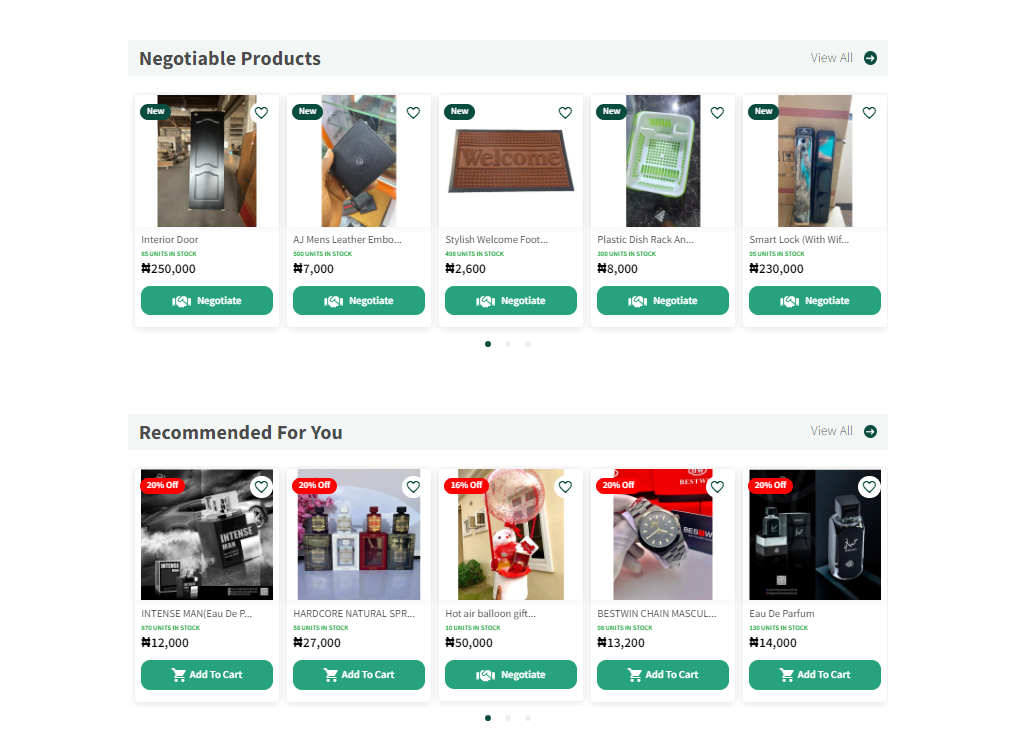 Negotiable Products
View All
New
New
New
New
New
Welcome
Interior Door
AJ Mens Leather Embo...
Stylish Welcome Foot...
Plastic Dish Rack An...
Smart Lock (With Wif...
85 UNITS IN STOCK
500 UNITS IN STOCK
498 UNITS IN STOCK
300 UNITS IN STOCK
95 UNITS IN STOCK
₦250,000
₦7,000
₦2,600
₦8,000
₦230,000
Negotiate
Negotiate
Negotiate
Negotiate
Negotiate
Recommended For You
View All
20% Off
20% Off
16% Off
20% Off
20% Off
INTENSE
MAN
INTENSE
MAN
BESTW
BESTW
INTENSE MAN(Eau De P...
HARDCORE NATURAL SPR...
Hot air balloon gift...
BESTWIN CHAIN MASCUL...
Eau De Parfum
870 UNITS IN STOCK
58 UNITS IN STOCK
10 UNITS IN STOCK
98 UNITS IN STOCK
130 UNITS IN STOCK
₦12,000
₦27,000
₦50,000
₦13,200
₦14,000
Add To Cart
Add To Cart
Negotiate
Add To Cart
Add To Cart